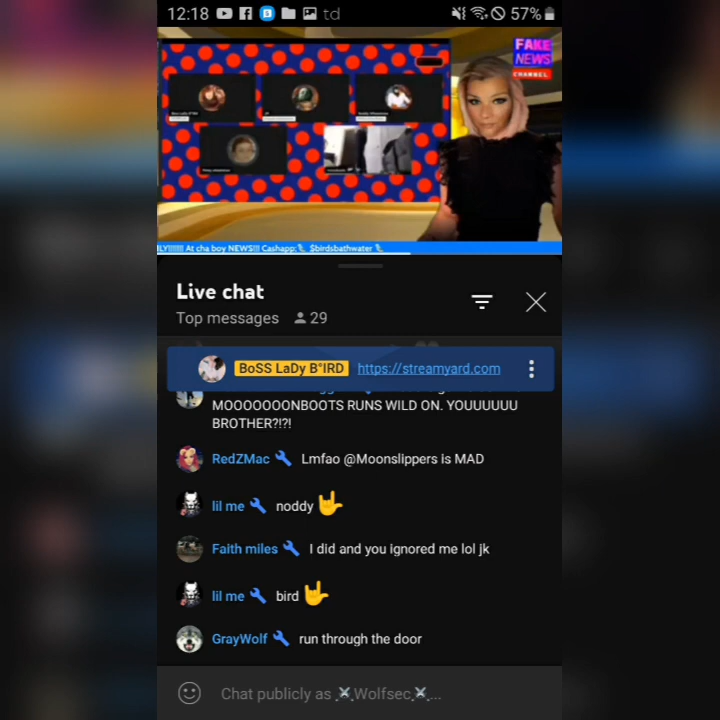 12:18 td 57%
FAKE
NEWS
CHANNEL
ILY!!!!!!! At cha boy NEWS!!! Cashapp: $birdsbathwater
Live chat
Top messages 29
BoSS LaDy B°IRD https://streamyard.com
MOOOOOOONBOOTS RUNS WILD ON. YOUUUUUU
BROTHER?!?!
RedZMac Lmfao @Moonslippers is MAD
lil me noddy 🤟
Faith miles I did and you ignored me lol jk
lil me bird 🤟
GrayWolf run through the door
Chat publicly as ⚔️Wolfsec⚔️...